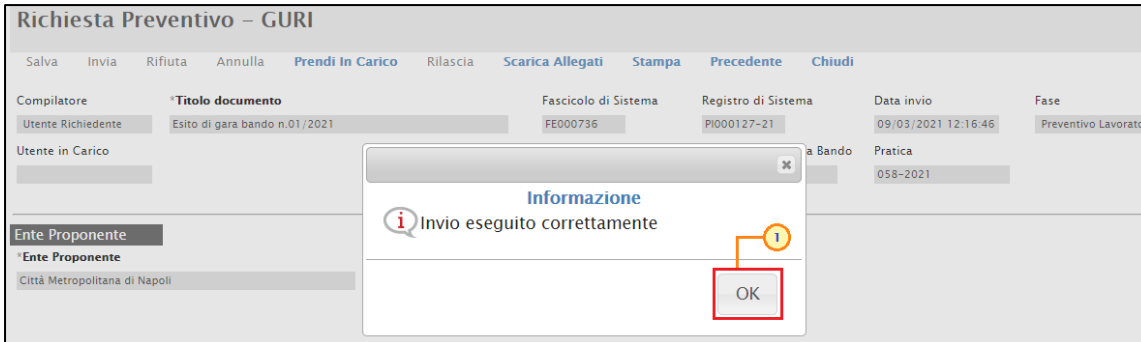 Richiesta Preventivo – GURI
Salva Invia Rifiuta Annulla Prendi In Carico Rilascia Scarica Allegati Stampa Precedente Chiudi
Compilatore *Titolo documento Fascicolo di Sistema Registro di Sistema Data invio Fase
Utente Richiedente Esito di gara bando n.01/2021 FE000736 PI000127-21 09/03/2021 12:16:46 Preventivo Lavorato
Utente in Carico a Bando Pratica
058-2021
Informazione
Invio eseguito correttamente
1
OK
Ente Proponente
*Ente Proponente
Città Metropolitana di Napoli